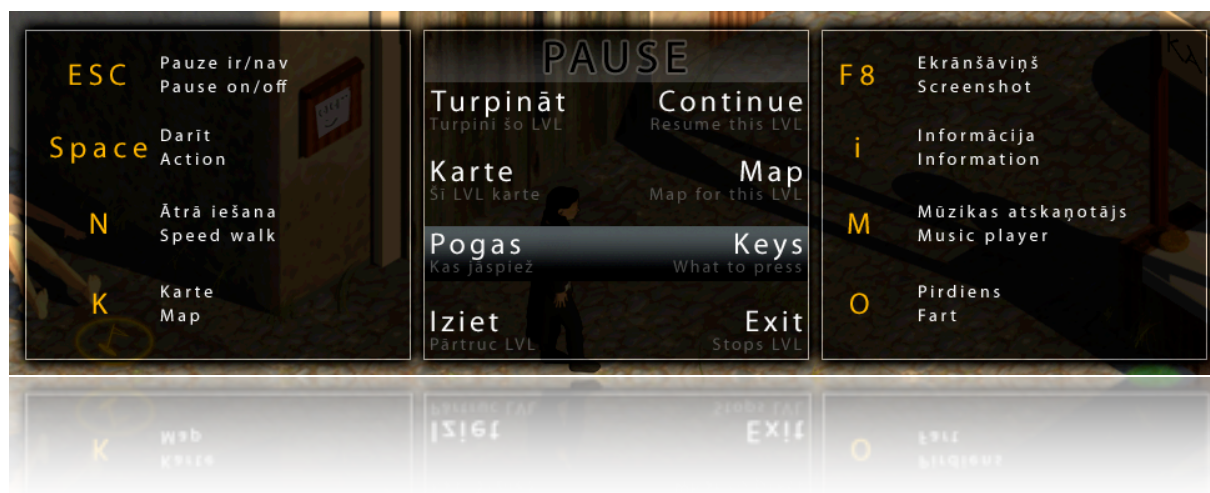 ESC
Pauze ir/nav
Pause on/off
Space
Darīt
Action
N
Ātrā iešana
Speed walk
K
Karte
Map
PAUSE
Turpināt Continue
Turpini šo LVL Resume this LVL
Karte Map
Šī LVL karte Map for this LVL
Pogas Keys
Kas jāspiež What to press
Iziet Exit
Pārtruc LVL Stops LVL
F8
Ekrānšāviņš
Screenshot
i
Informācija
Information
M
Mūzikas atskaņotājs
Music player
O
Pirdiens
Fart